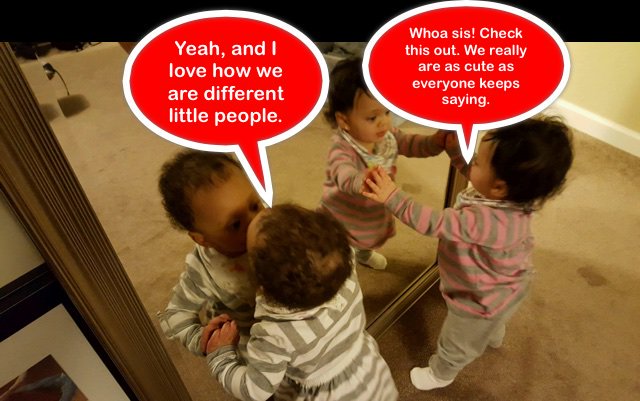 Whoa sis! Check
this out. We really
are as cute as
everyone keeps
saying.
Yeah, and I
love how we
are different
little people.